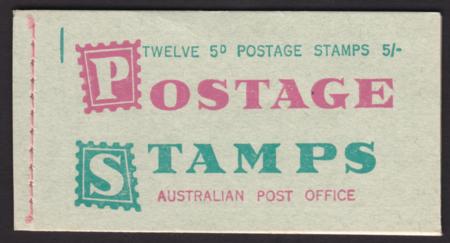 TWELVE 5D POSTAGE STAMPS 5/-
POSTAGE
STAMPS
AUSTRALIAN POST OFFICE